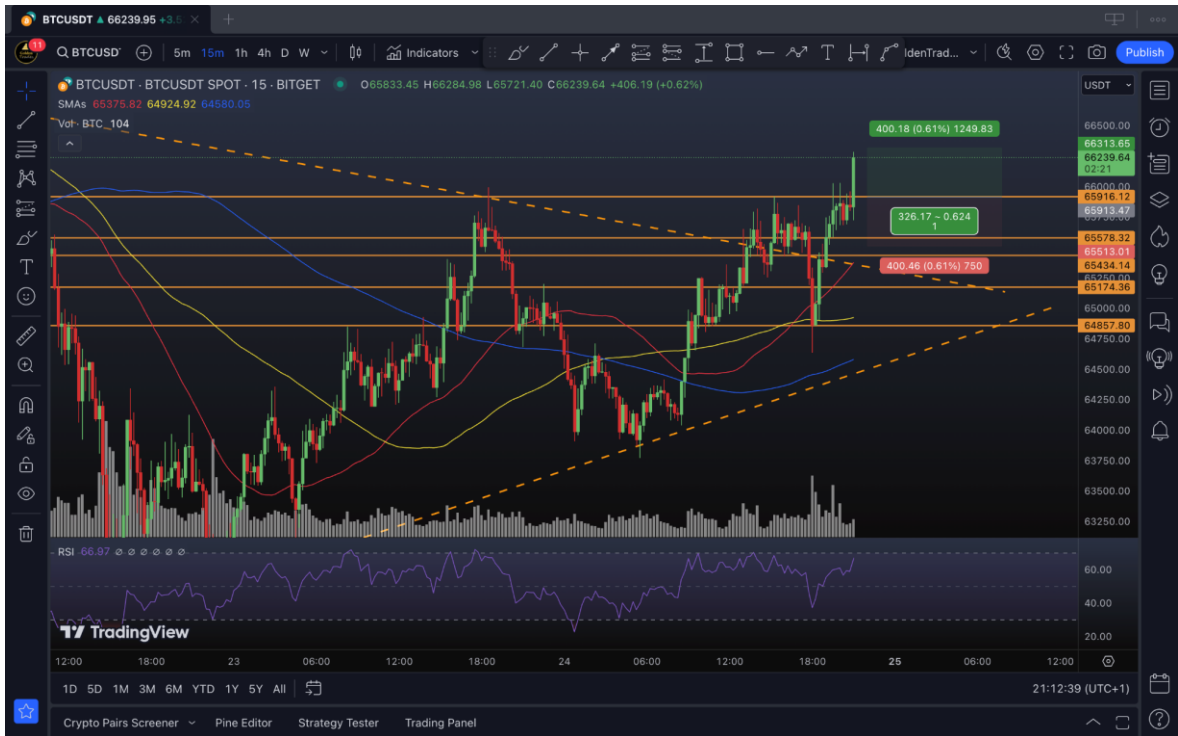 BTCUSDT ▲ 66239.95 +3.5
11 BTCUSD 5m 15m 1h 4h D W Indicators ldenTrad... Publish
BTCUSDT · BTCUSDT SPOT · 15 · BITGET O65833.45 H66284.98 L65721.40 C66239.64 +406.19 (+0.62%) USDT
SMAs 65375.82 64924.92 64580.05
Vol · BTC 104
400.18 (0.61%) 1249.83
326.17 ~ 0.624
1
400.46 (0.61%) 750
66500.00
66313.65
66239.64
02:21
66000.00
65916.12
65913.47
65750.00
65578.32
65513.01
65434.14
65250.00
65174.36
65000.00
64857.80
64750.00
64500.00
64250.00
64000.00
63750.00
63500.00
63250.00
RSI 66.97 ø ø ø ø ø ø
60.00
40.00
20.00
TradingView
12:00 18:00 23 06:00 12:00 18:00 24 06:00 12:00 18:00 25 06:00 12:00
1D 5D 1M 3M 6M YTD 1Y 5Y All 21:12:39 (UTC+1)
Crypto Pairs Screener Pine Editor Strategy Tester Trading Panel